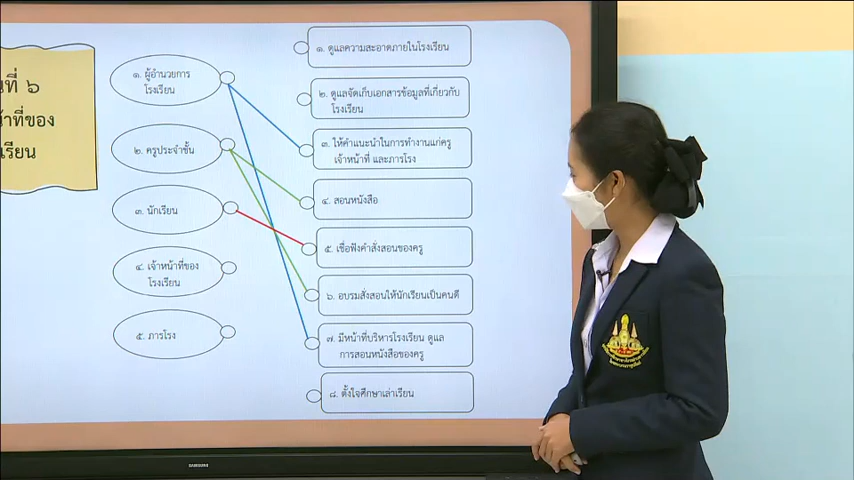 นที่ ๖
าที่ของ
เรียน
๑. ผู้อำนวยการ
โรงเรียน
๒. ครูประจำชั้น
๓. นักเรียน
๔. เจ้าหน้าที่ของ
โรงเรียน
๕. ภารโรง
๑. ดูแลความสะอาดภายในโรงเรียน
๒. ดูแลจัดเก็บเอกสารข้อมูลที่เกี่ยวกับ
โรงเรียน
๓. ให้คำแนะนำในการทำงานแก่ครู
เจ้าหน้าที่ และภารโรง
๔. สอนหนังสือ
๕. เชื่อฟังคำสั่งสอนของครู
๖. อบรมสั่งสอนให้นักเรียนเป็นคนดี
๗. มีหน้าที่บริหารโรงเรียน ดูแล
การสอนหนังสือของครู
๘. ตั้งใจศึกษาเล่าเรียน
SAMSUNG